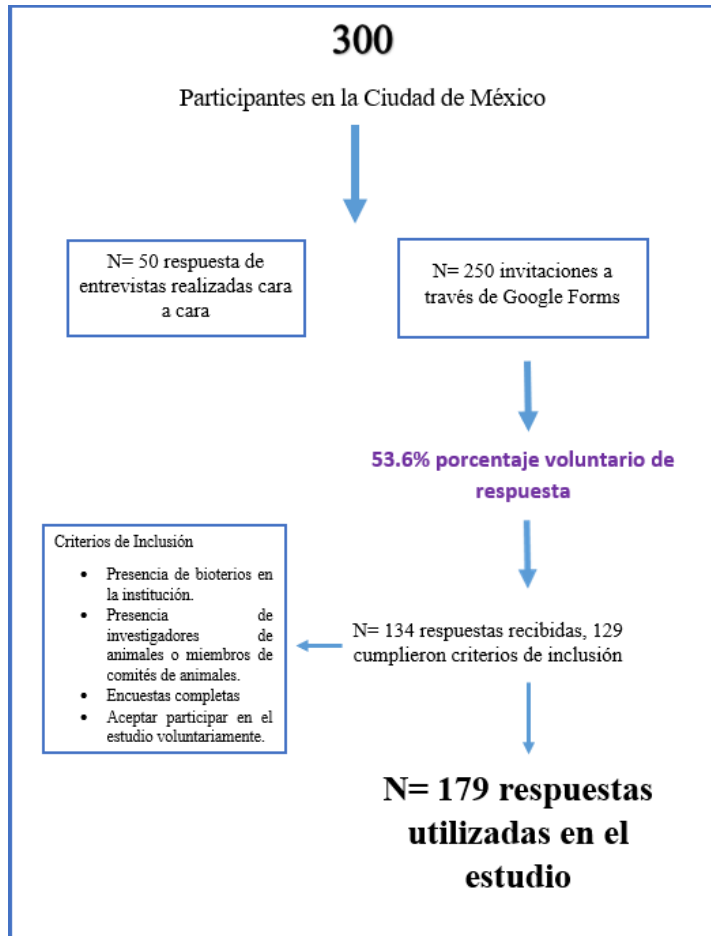 300
Participantes en la Ciudad de México
N= 50 respuesta de
entrevistas realizadas cara
a cara
N= 250 invitaciones a
través de Google Forms
53.6% porcentaje voluntario de
respuesta
Criterios de Inclusión
• Presencia de bioterios en
la institución.
• Presencia de
investigadores de
animales o miembros de
comités de animales.
• Encuestas completas
• Aceptar participar en el
estudio voluntariamente.
N= 134 respuestas recibidas, 129
cumplieron criterios de inclusión
N= 179 respuestas
utilizadas en el
estudio